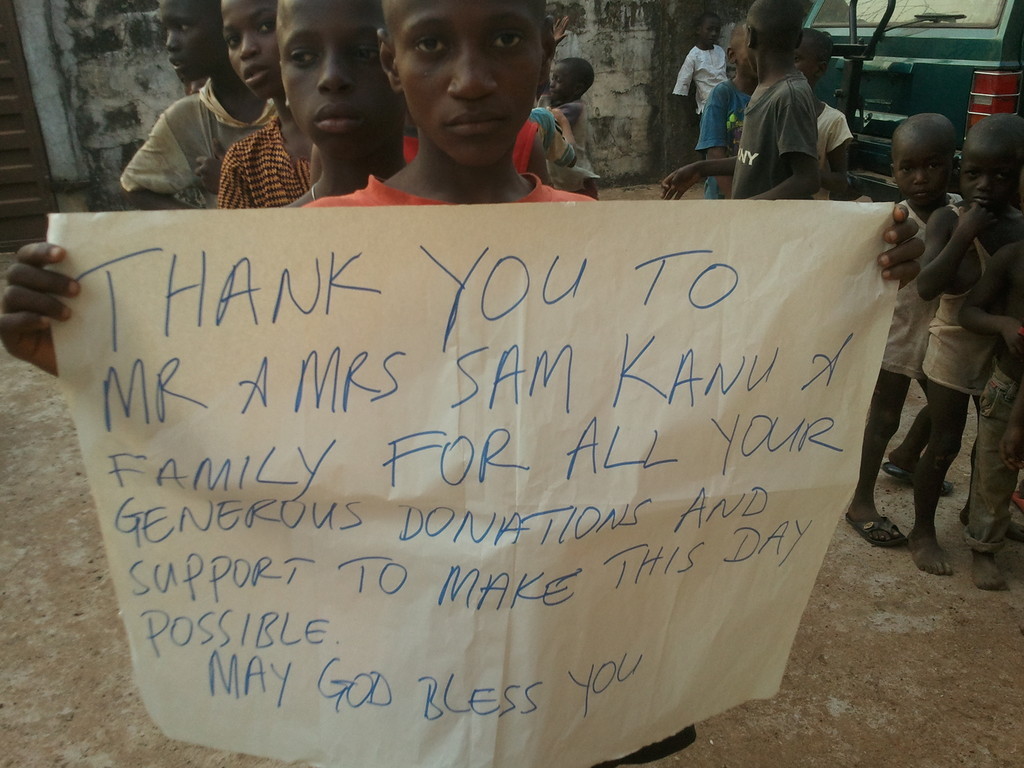 THANK YOU TO
MR & MRS SAM KANU &
FAMILY FOR ALL YOUR
GENEROUS DONATIONS AND
SUPPORT TO MAKE THIS DAY
POSSIBLE.
MAY GOD BLESS YOU
NY